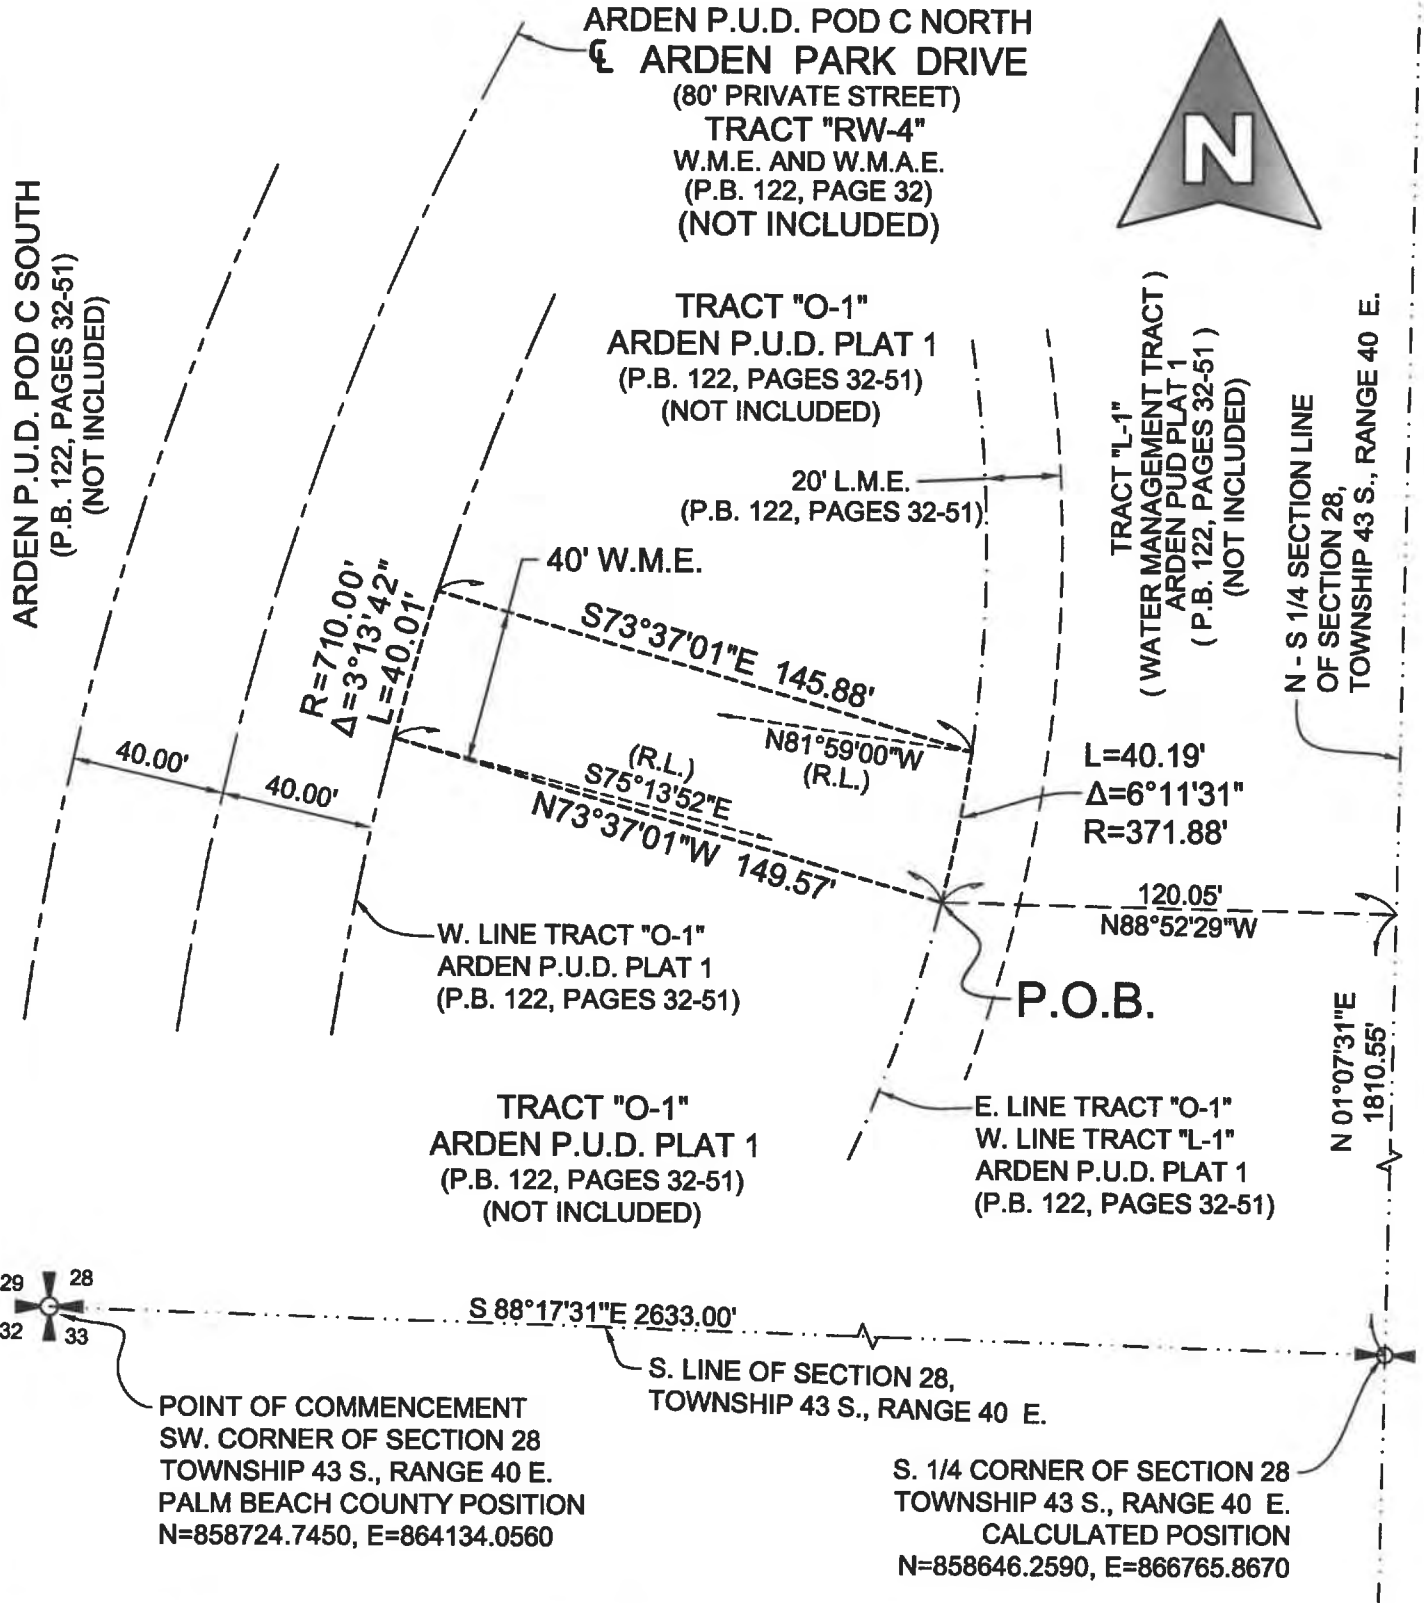 ARDEN P.U.D. POD C NORTH
℄ ARDEN PARK DRIVE
(80' PRIVATE STREET)
TRACT "RW-4"
W.M.E. AND W.M.A.E.
(P.B. 122, PAGE 32)
(NOT INCLUDED)
N
ARDEN P.U.D. POD C SOUTH
(P.B. 122, PAGES 32-51)
(NOT INCLUDED)
TRACT "O-1"
ARDEN P.U.D. PLAT 1
(P.B. 122, PAGES 32-51)
(NOT INCLUDED)
20' L.M.E.
(P.B. 122, PAGES 32-51)
TRACT "L-1"
( WATER MANAGEMENT TRACT )
ARDEN PUD PLAT 1
( P.B. 122, PAGES 32-51 )
(NOT INCLUDED)
N - S 1/4 SECTION LINE
OF SECTION 28,
TOWNSHIP 43 S., RANGE 40 E.
40' W.M.E.
R=710.00'
Δ=3°13'42"
L=40.01'
S73°37'01"E 145.88'
N81°59'00"W
(R.L.)
(R.L.)
S75°13'52"E
N73°37'01"W 149.57'
40.00'
40.00'
L=40.19'
Δ=6°11'31"
R=371.88'
120.05'
N88°52'29"W
W. LINE TRACT "O-1"
ARDEN P.U.D. PLAT 1
(P.B. 122, PAGES 32-51)
P.O.B.
N 01°07'31"E
1810.55'
TRACT "O-1"
ARDEN P.U.D. PLAT 1
(P.B. 122, PAGES 32-51)
(NOT INCLUDED)
E. LINE TRACT "O-1"
W. LINE TRACT "L-1"
ARDEN P.U.D. PLAT 1
(P.B. 122, PAGES 32-51)
29 28
32 33
S 88°17'31"E 2633.00'
S. LINE OF SECTION 28,
TOWNSHIP 43 S., RANGE 40 E.
POINT OF COMMENCEMENT
SW. CORNER OF SECTION 28
TOWNSHIP 43 S., RANGE 40 E.
PALM BEACH COUNTY POSITION
N=858724.7450, E=864134.0560
S. 1/4 CORNER OF SECTION 28
TOWNSHIP 43 S., RANGE 40 E.
CALCULATED POSITION
N=858646.2590, E=866765.8670